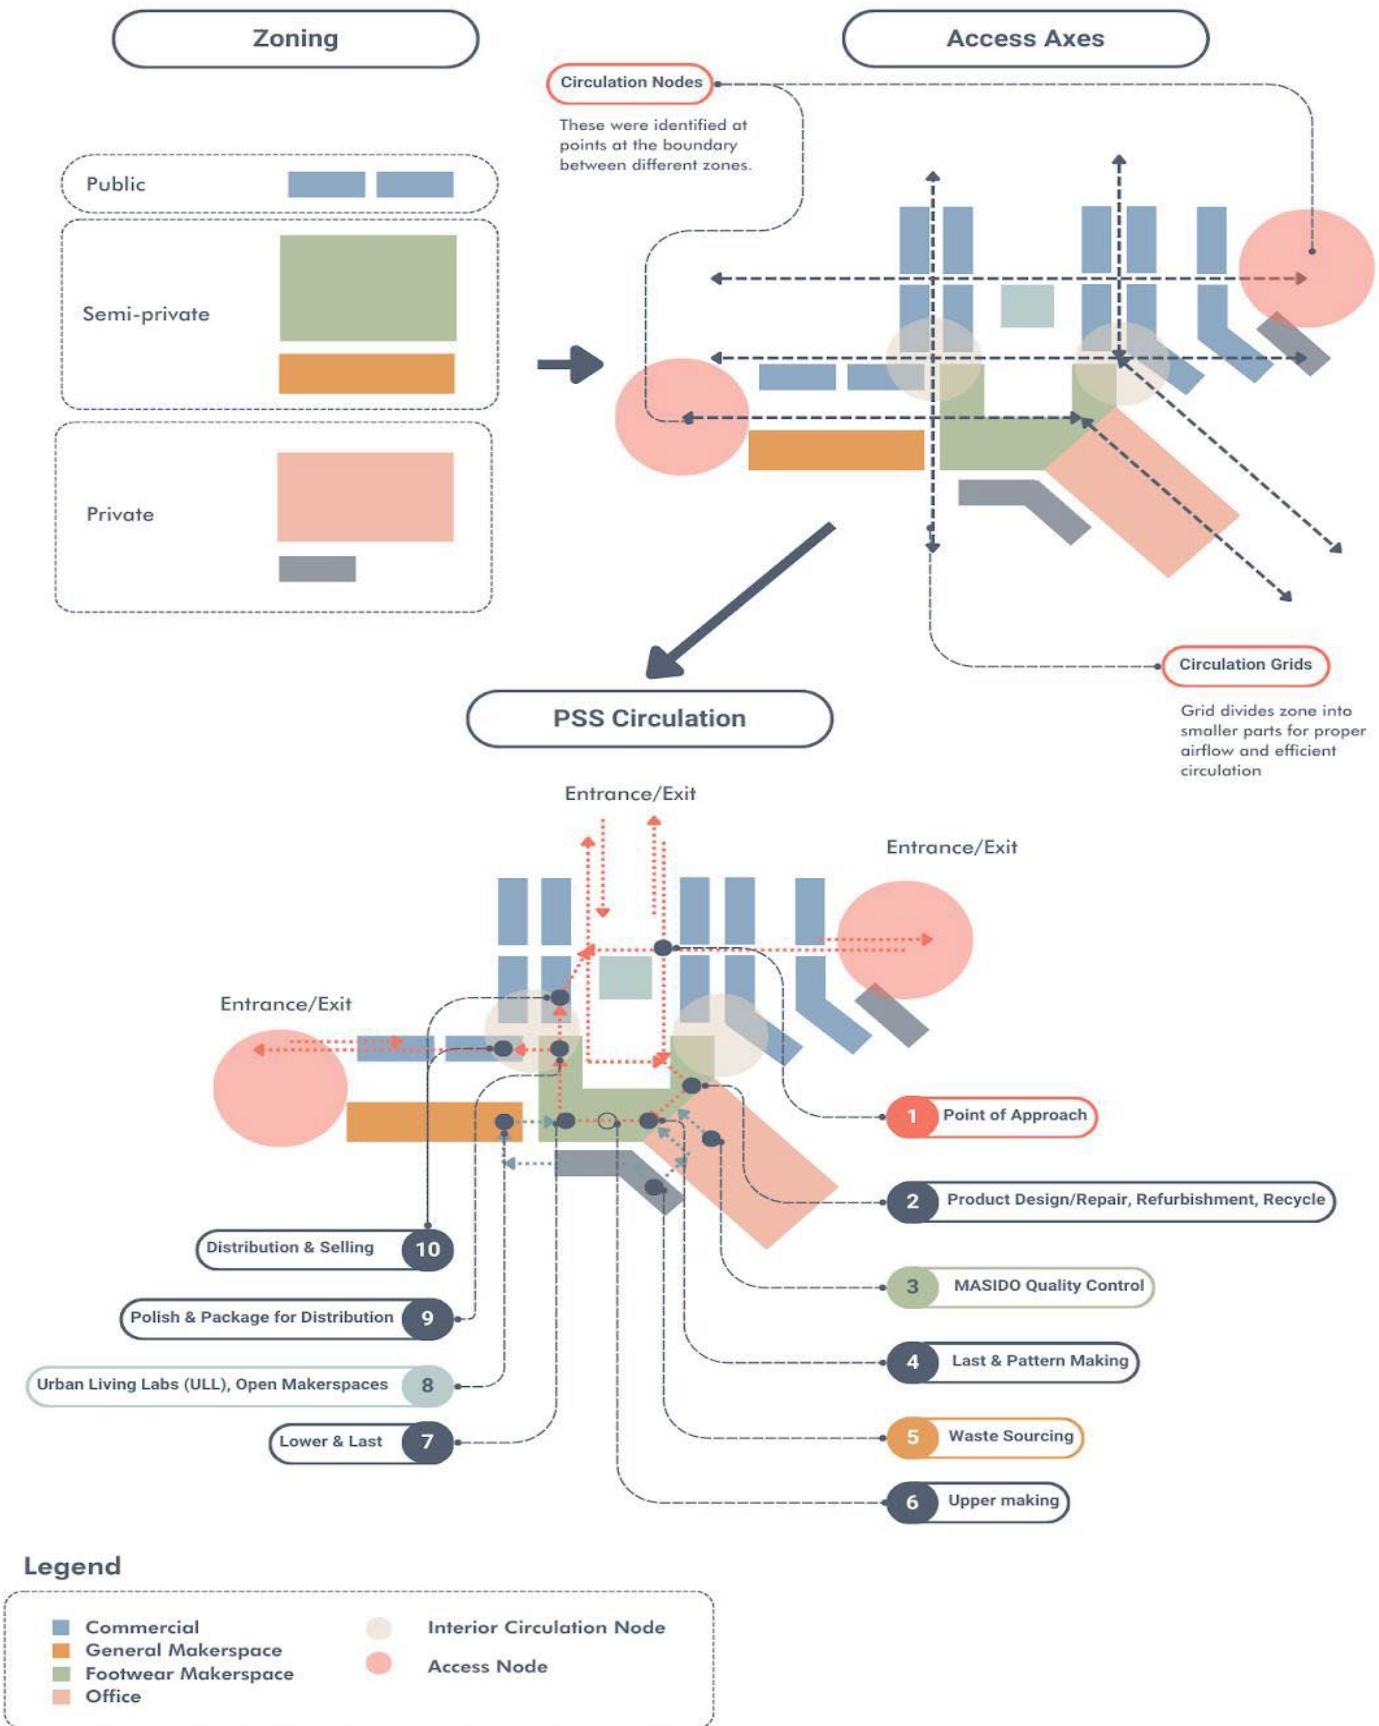 Zoning
Access Axes
Circulation Nodes
These were identified at
points at the boundary
between different zones.
Public
Semi-private
Private
Circulation Grids
Grid divides zone into
smaller parts for proper
airflow and efficient
circulation
PSS Circulation
Entrance/Exit
Entrance/Exit
Entrance/Exit
1 Point of Approach
2 Product Design/Repair, Refurbishment, Recycle
3 MASIDO Quality Control
4 Last & Pattern Making
5 Waste Sourcing
6 Upper making
Distribution & Selling 10
Polish & Package for Distribution 9
Urban Living Labs (ULL), Open Makerspaces 8
Lower & Last 7
Legend
Commercial
General Makerspace
Footwear Makerspace
Office
Interior Circulation Node
Access Node